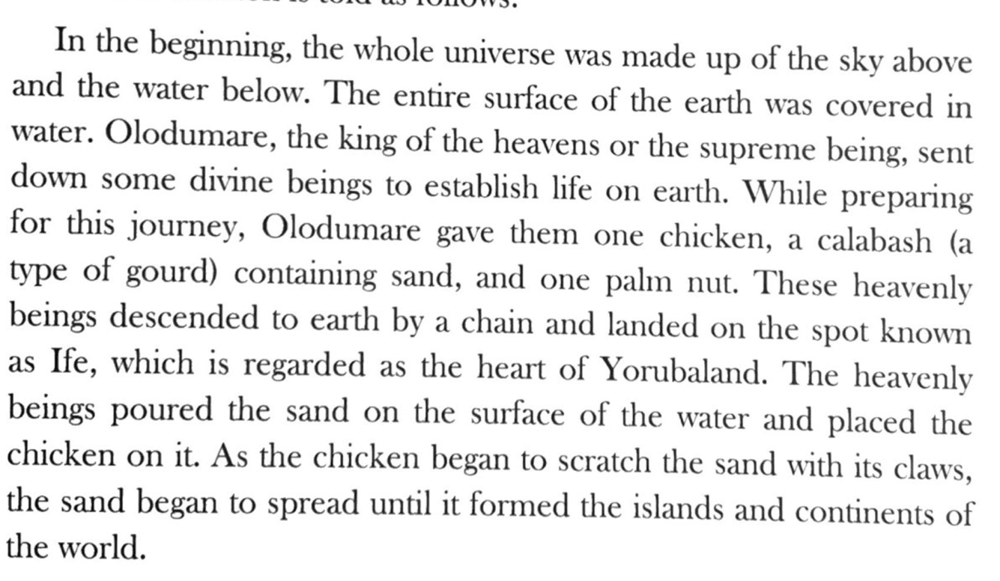 is told as follows.
In the beginning, the whole universe was made up of the sky above
and the water below. The entire surface of the earth was covered in
water. Olodumare, the king of the heavens or the supreme being, sent
down some divine beings to establish life on earth. While preparing
for this journey, Olodumare gave them one chicken, a calabash (a
type of gourd) containing sand, and one palm nut. These heavenly
beings descended to earth by a chain and landed on the spot known
as Ife, which is regarded as the heart of Yorubaland. The heavenly
beings poured the sand on the surface of the water and placed the
chicken on it. As the chicken began to scratch the sand with its claws,
the sand began to spread until it formed the islands and continents of
the world.